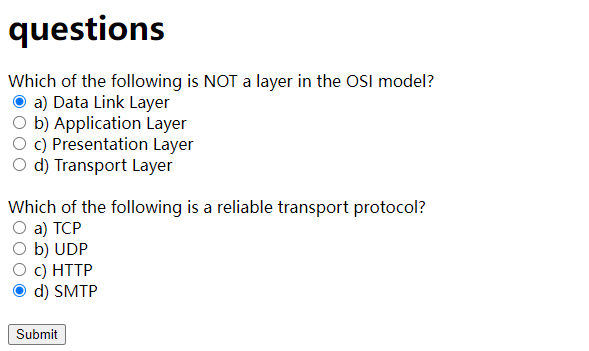 questions
Which of the following is NOT a layer in the OSI model?
a) Data Link Layer
b) Application Layer
c) Presentation Layer
d) Transport Layer
Which of the following is a reliable transport protocol?
a) TCP
b) UDP
c) HTTP
d) SMTP
Submit